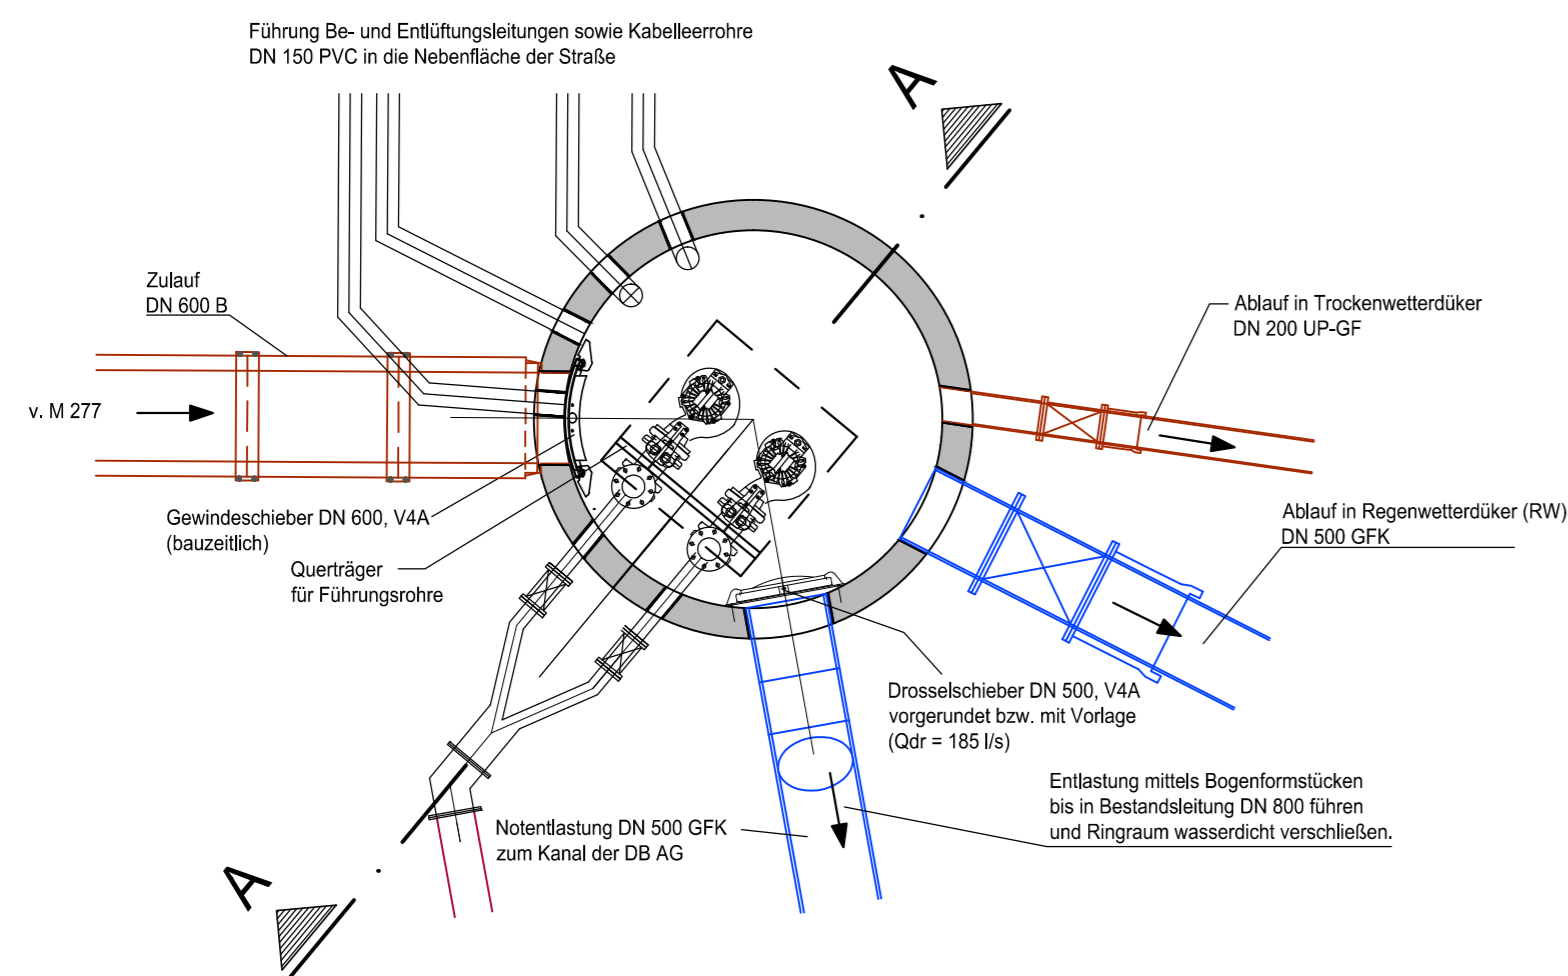 Führung Be- und Entlüftungsleitungen sowie Kabelleerrohre
DN 150 PVC in die Nebenfläche der Straße
A
Zulauf
DN 600 B
Ablauf in Trockenwetterdüker
DN 200 UP-GF
v. M 277
Gewindeschieber DN 600, V4A
(bauzeitlich)
Ablauf in Regenwetterdüker (RW)
DN 500 GFK
Querträger
für Führungsrohre
Drosselschieber DN 500, V4A
vorgerundet bzw. mit Vorlage
(Qdr = 185 l/s)
Entlastung mittels Bogenformstücken
bis in Bestandsleitung DN 800 führen
und Ringraum wasserdicht verschließen.
Notentlastung DN 500 GFK
zum Kanal der DB AG
A